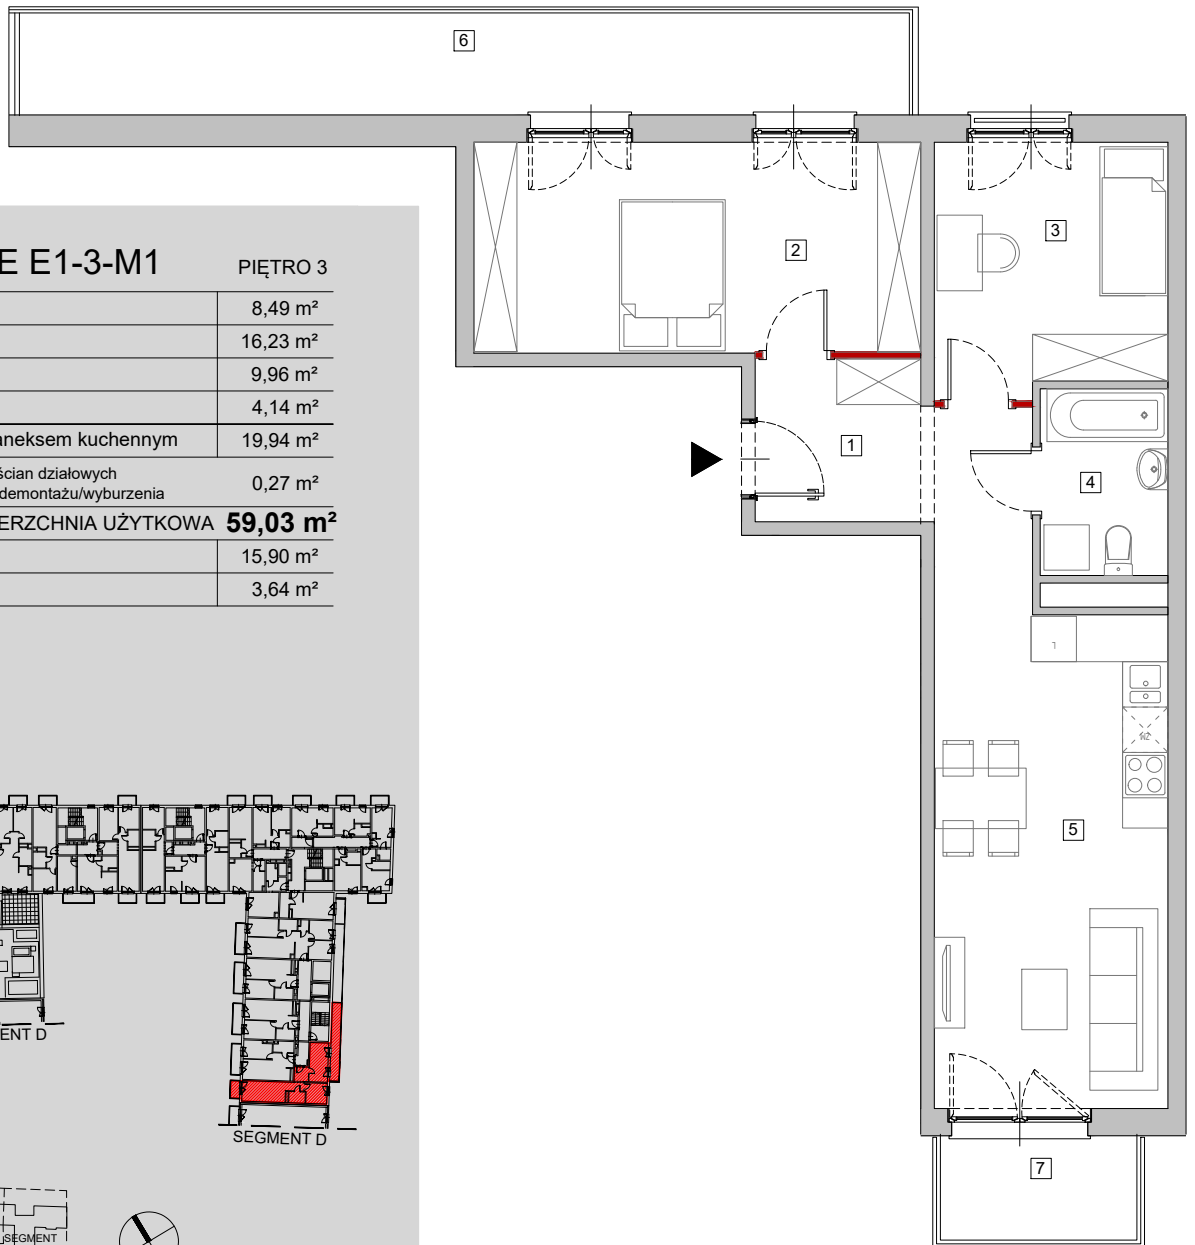 6
E E1-3-M1 PIĘTRO 3
8,49 m²
16,23 m²
9,96 m²
4,14 m²
aneksem kuchennym 19,94 m²
ścian działowych
demontażu/wyburzenia 0,27 m²
ERZCHNIA UŻYTKOWA 59,03 m²
15,90 m²
3,64 m²
2
3
1
4
L
WZ
5
7
ENT D
SEGMENT D
SEGMENT